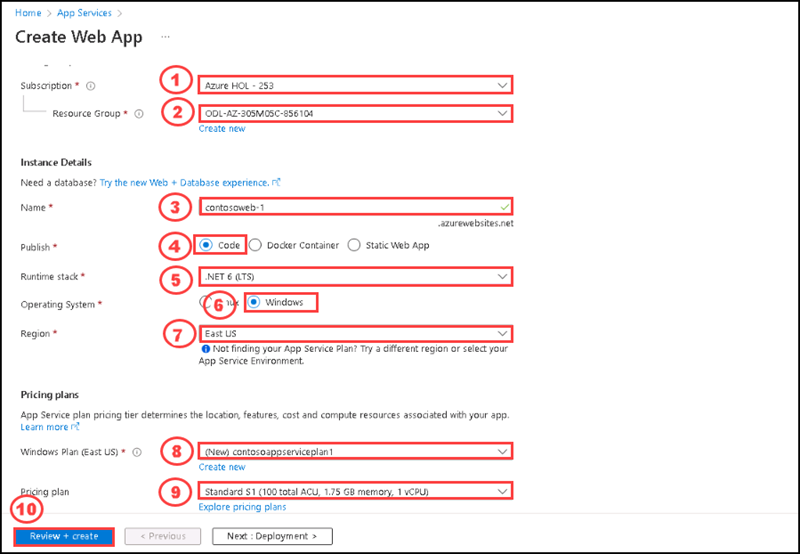 Home > App Services >
Create Web App ...
Subscription * 1 Azure HOL - 253
Resource Group * 2 ODL-AZ-305M05C-856104
Create new
Instance Details
Need a database? Try the new Web + Database experience.
Name * 3 contosoweb-1
.azurewebsites.net
Publish * 4 Code Docker Container Static Web App
Runtime stack * 5 .NET 6 (LTS)
Operating System * 6 Windows
Region * 7 East US
Not finding your App Service Plan? Try a different region or select your
App Service Environment.
Pricing plans
App Service plan pricing tier determines the location, features, cost and compute resources associated with your app.
Learn more
Windows Plan (East US) * 8 (New) contosoappserviceplan1
Create new
Pricing plan 9 Standard S1 (100 total ACU, 1.75 GB memory, 1 vCPU)
Explore pricing plans
10
Review + create < Previous Next : Deployment >